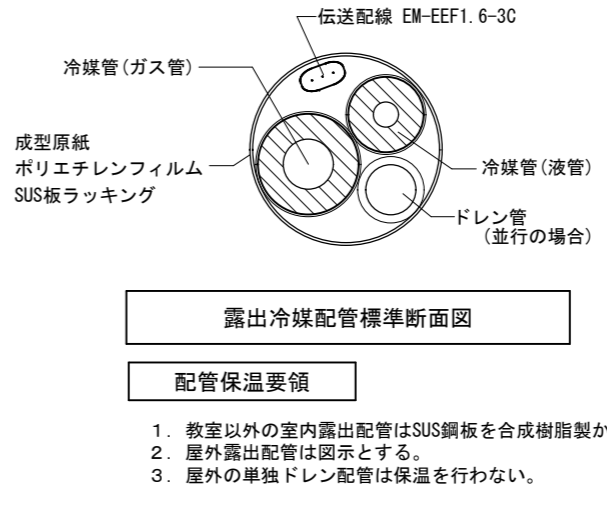 伝送配線 EM-EEF1.6-3C
冷媒管(ガス管)
成型原紙
ポリエチレンフィルム
SUS板ラッキング
冷媒管(液管)
ドレン管
(並行の場合)
露出冷媒配管標準断面図
配管保温要領
1. 教室以外の室内露出配管はSUS鋼板を合成樹脂製か
2. 屋外露出配管は図示とする。
3. 屋外の単独ドレン配管は保温を行わない。